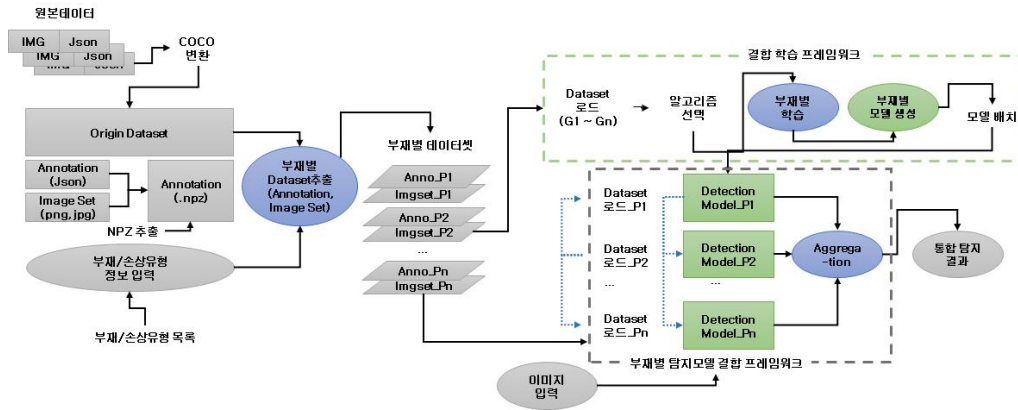 원본데이터
IMG Json
IMG Json
IMG Json
COCO
변환
Origin Dataset
Annotation
(Json)
Image Set
(png, jpg)
Annotation
(.npz)
NPZ 추출
부재/손상유형
정보 입력
부재/손상유형 목록
부재별
Dataset추출
(Annotation,
Image Set)
부재별 데이터셋
Anno_P1
Imgset_P1
Anno_P2
Imgset_P2
...
Anno_Pn
Imgset_Pn
결합 학습 프레임워크
Dataset
로드
(G1 ~ Gn)
알고리즘
선택
부재별
학습
부재별
모델 생성
모델 배치
Dataset
로드_P1
Dataset
로드_P2
...
Dataset
로드_Pn
Detection
Model_P1
Detection
Model_P2
...
Detection
Model_Pn
Aggrega
-tion
통합 탐지
결과
부재별 탐지모델 결합 프레임워크
이미지
입력